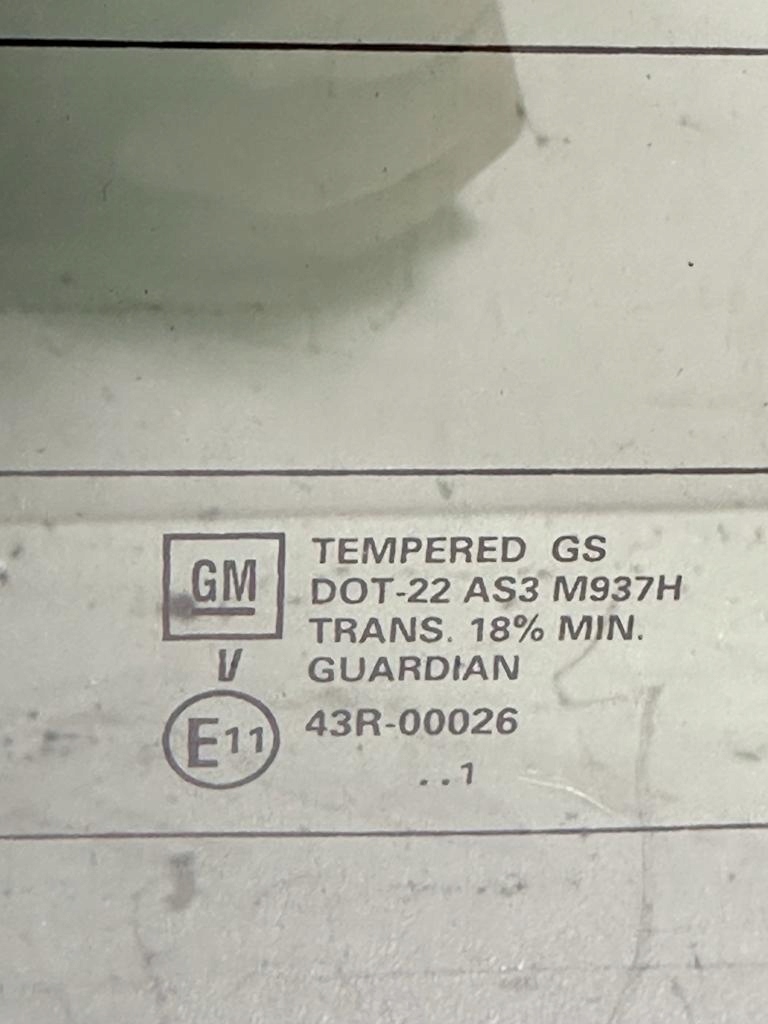 GM
TEMPERED GS
DOT-22 AS3 M937H
TRANS. 18% MIN.
V GUARDIAN
E11 43R-00026
..1